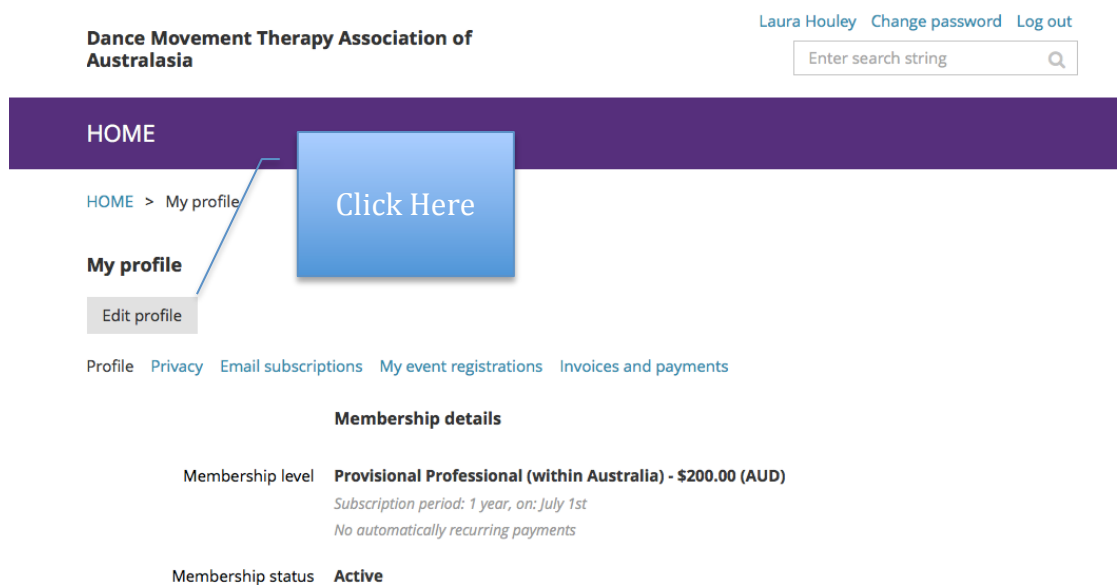 Laura Houley Change password Log out
Dance Movement Therapy Association of
Australasia
Enter search string
HOME
Click Here
HOME > My profile
My profile
Edit profile
Profile Privacy Email subscriptions My event registrations Invoices and payments
Membership details
Membership level Provisional Professional (within Australia) - $200.00 (AUD)
Subscription period: 1 year, on: July 1st
No automatically recurring payments
Membership status Active